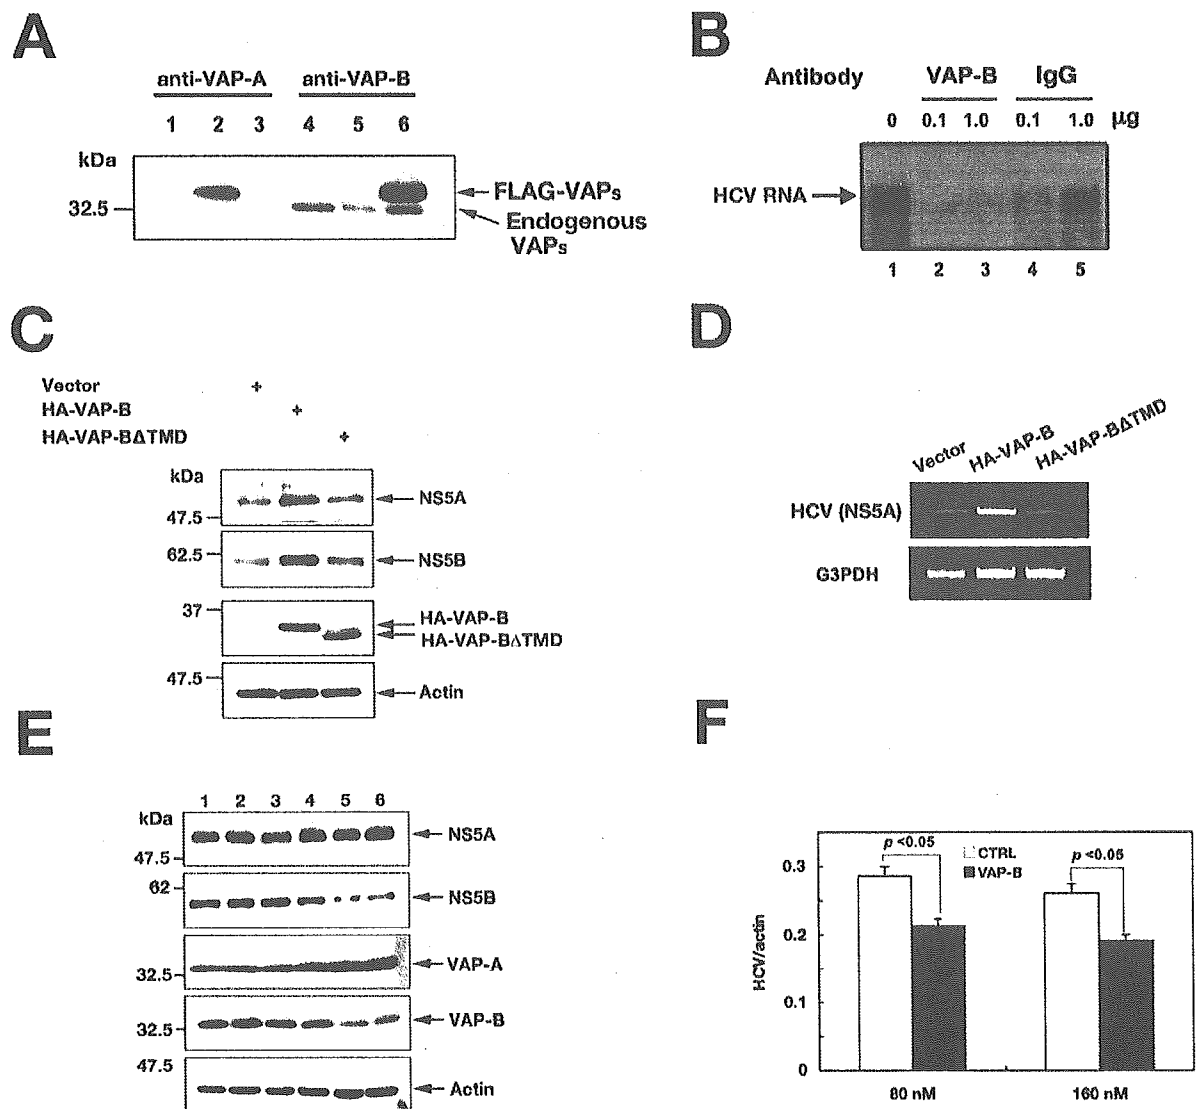 A
anti-VAP-A anti-VAP-B
1 2 3 4 5 6
kDa
32.5
FLAG-VAPs
Endogenous
VAPs
B
Antibody VAP-B IgG
0 0.1 1.0 0.1 1.0 µg
HCV RNA
1 2 3 4 5
C
Vector +
HA-VAP-B +
HA-VAP-BΔTMD +
kDa
NS5A
47.5
62.5
NS5B
37
HA-VAP-B
HA-VAP-BΔTMD
47.5
Actin
D
Vector HA-VAP-B HA-VAP-BΔTMD
HCV (NS5A)
G3PDH
E
1 2 3 4 5 6
kDa
NS5A
47.5
62
NS5B
VAP-A
32.5
VAP-B
32.5
47.5
Actin
F
p <0.05 CTRL p <0.05
VAP-B
0.3
0.2
0.1
0
HCV/actin
80 nM 160 nM